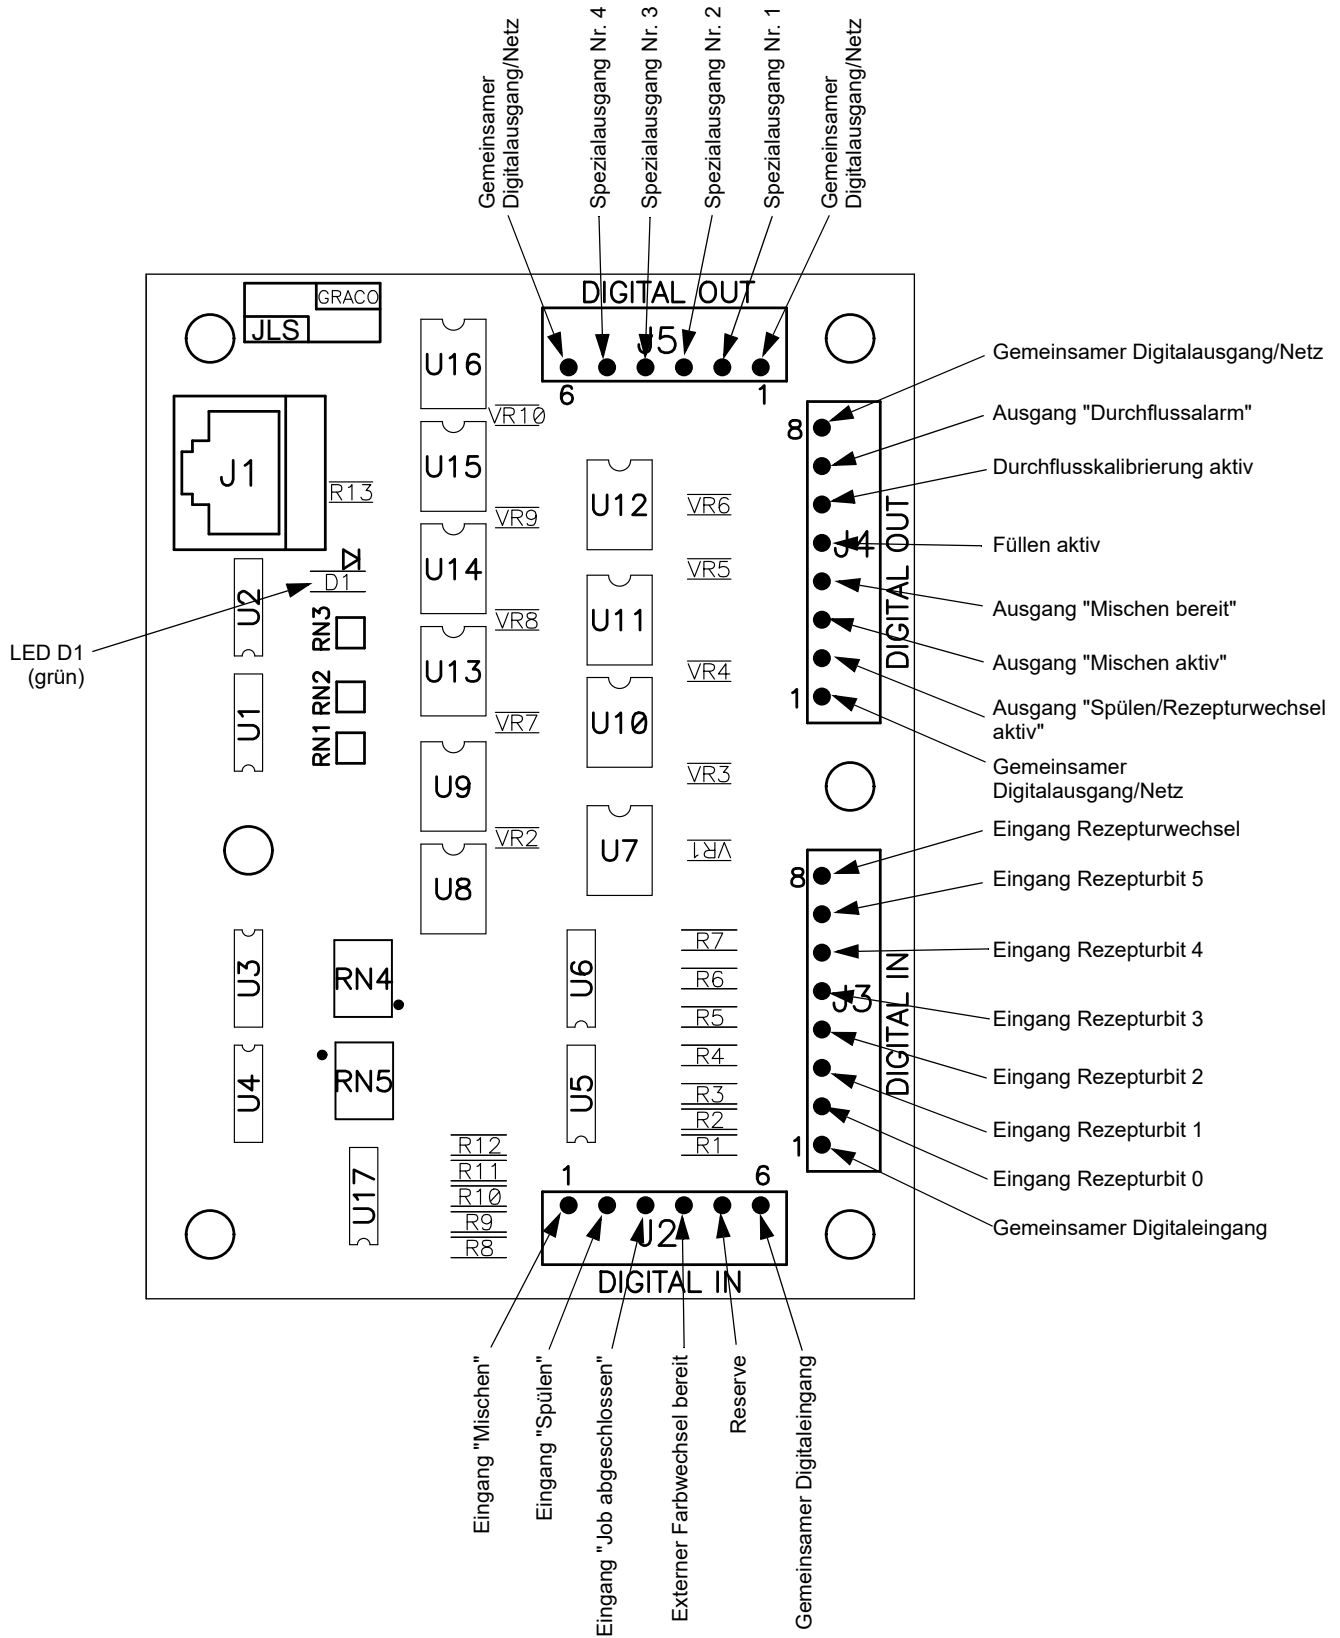 Gemeinsamer
Digitalausgang/Netz
Spezialausgang Nr. 4
Spezialausgang Nr. 3
Spezialausgang Nr. 2
Spezialausgang Nr. 1
Gemeinsamer
Digitalausgang/Netz
GRACO
JLS
DIGITAL OUT
J5
6
1
U16
VR10
U15
VR9
U14
VR8
U13
VR7
U9
VR2
U8
U12
VR6
VR5
U11
VR4
U10
VR3
U7
VR1
J1
R13
D1
U2
RN3
RN2
U1
RN1
LED D1
(grün)
8
J4
DIGITAL OUT
1
Gemeinsamer Digitalausgang/Netz
Ausgang "Durchflussalarm"
Durchflusskalibrierung aktiv
Füllen aktiv
Ausgang "Mischen bereit"
Ausgang "Mischen aktiv"
Ausgang "Spülen/Rezepturwechsel
aktiv"
Gemeinsamer
Digitalausgang/Netz
Eingang Rezepturwechsel
Eingang Rezepturbit 5
Eingang Rezepturbit 4
Eingang Rezepturbit 3
Eingang Rezepturbit 2
Eingang Rezepturbit 1
Eingang Rezepturbit 0
Gemeinsamer Digitaleingang
8
J3
DIGITAL IN
1
U3
RN4
U6
U4
RN5
U5
R7
R6
R5
R4
R3
R2
R1
U17
R12
R11
R10
R9
R8
1
6
J2
DIGITAL IN
Eingang "Mischen"
Eingang "Spülen"
Eingang "Job abgeschlossen"
Externer Farbwechsel bereit
Reserve
Gemeinsamer Digitaleingang